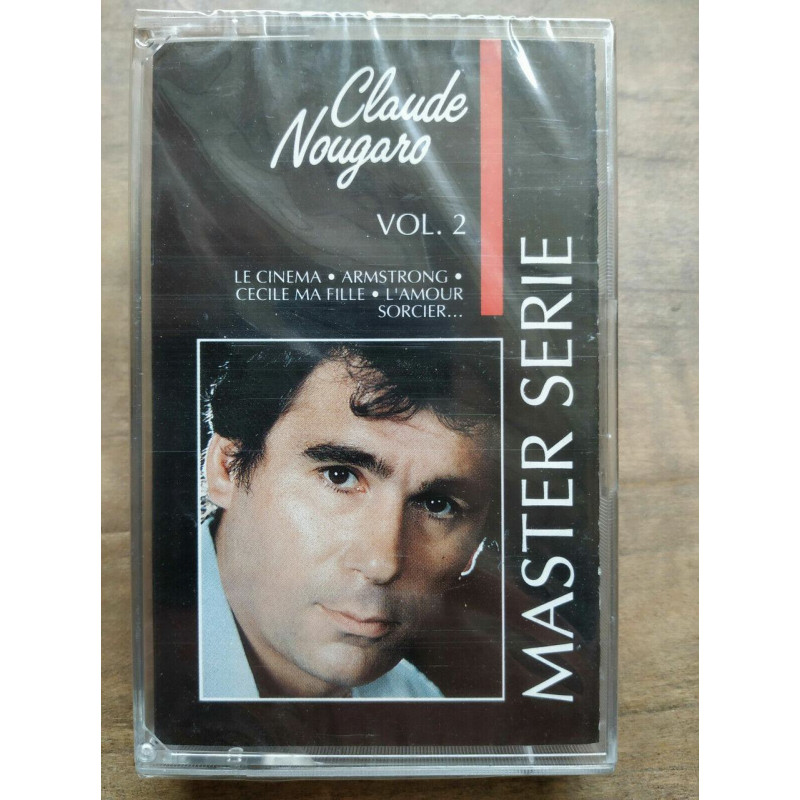 Claude
Nougaro
VOL. 2
LE CINEMA • ARMSTRONG •
CECILE MA FILLE • L'AMOUR
SORCIER...
MASTER SERIE